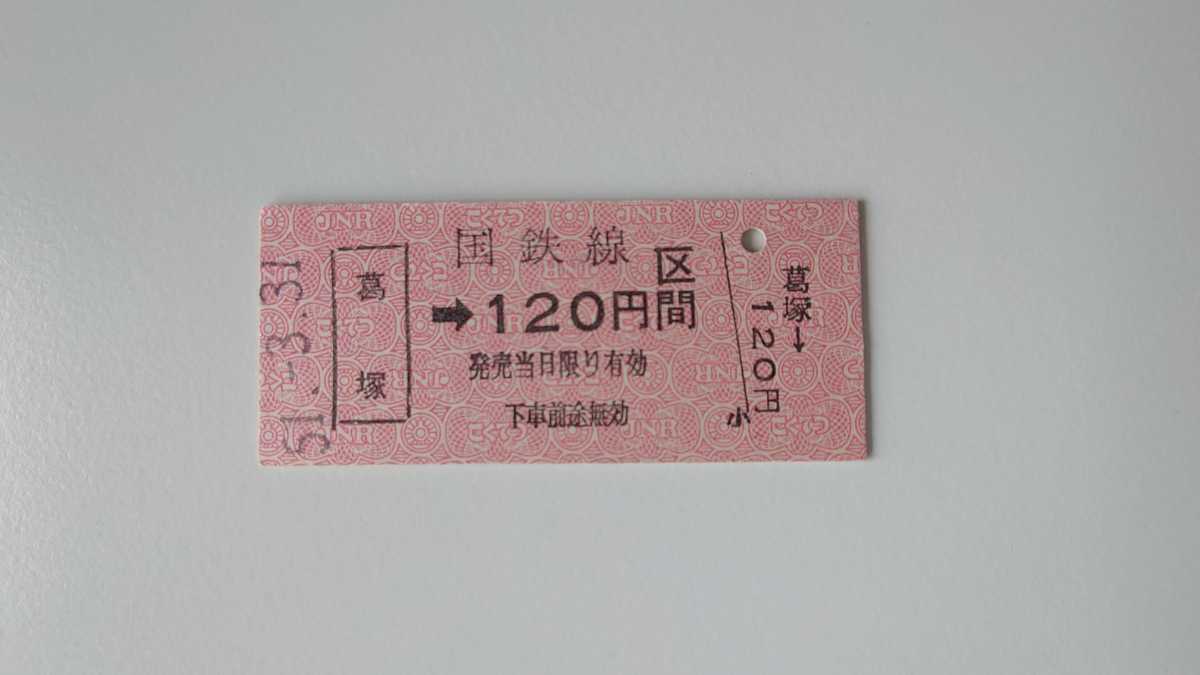 51.-3.31
葛塚
国鉄線
➡120円区間
発売当日限り有効
下車前途無効
葛塚→
120円
小